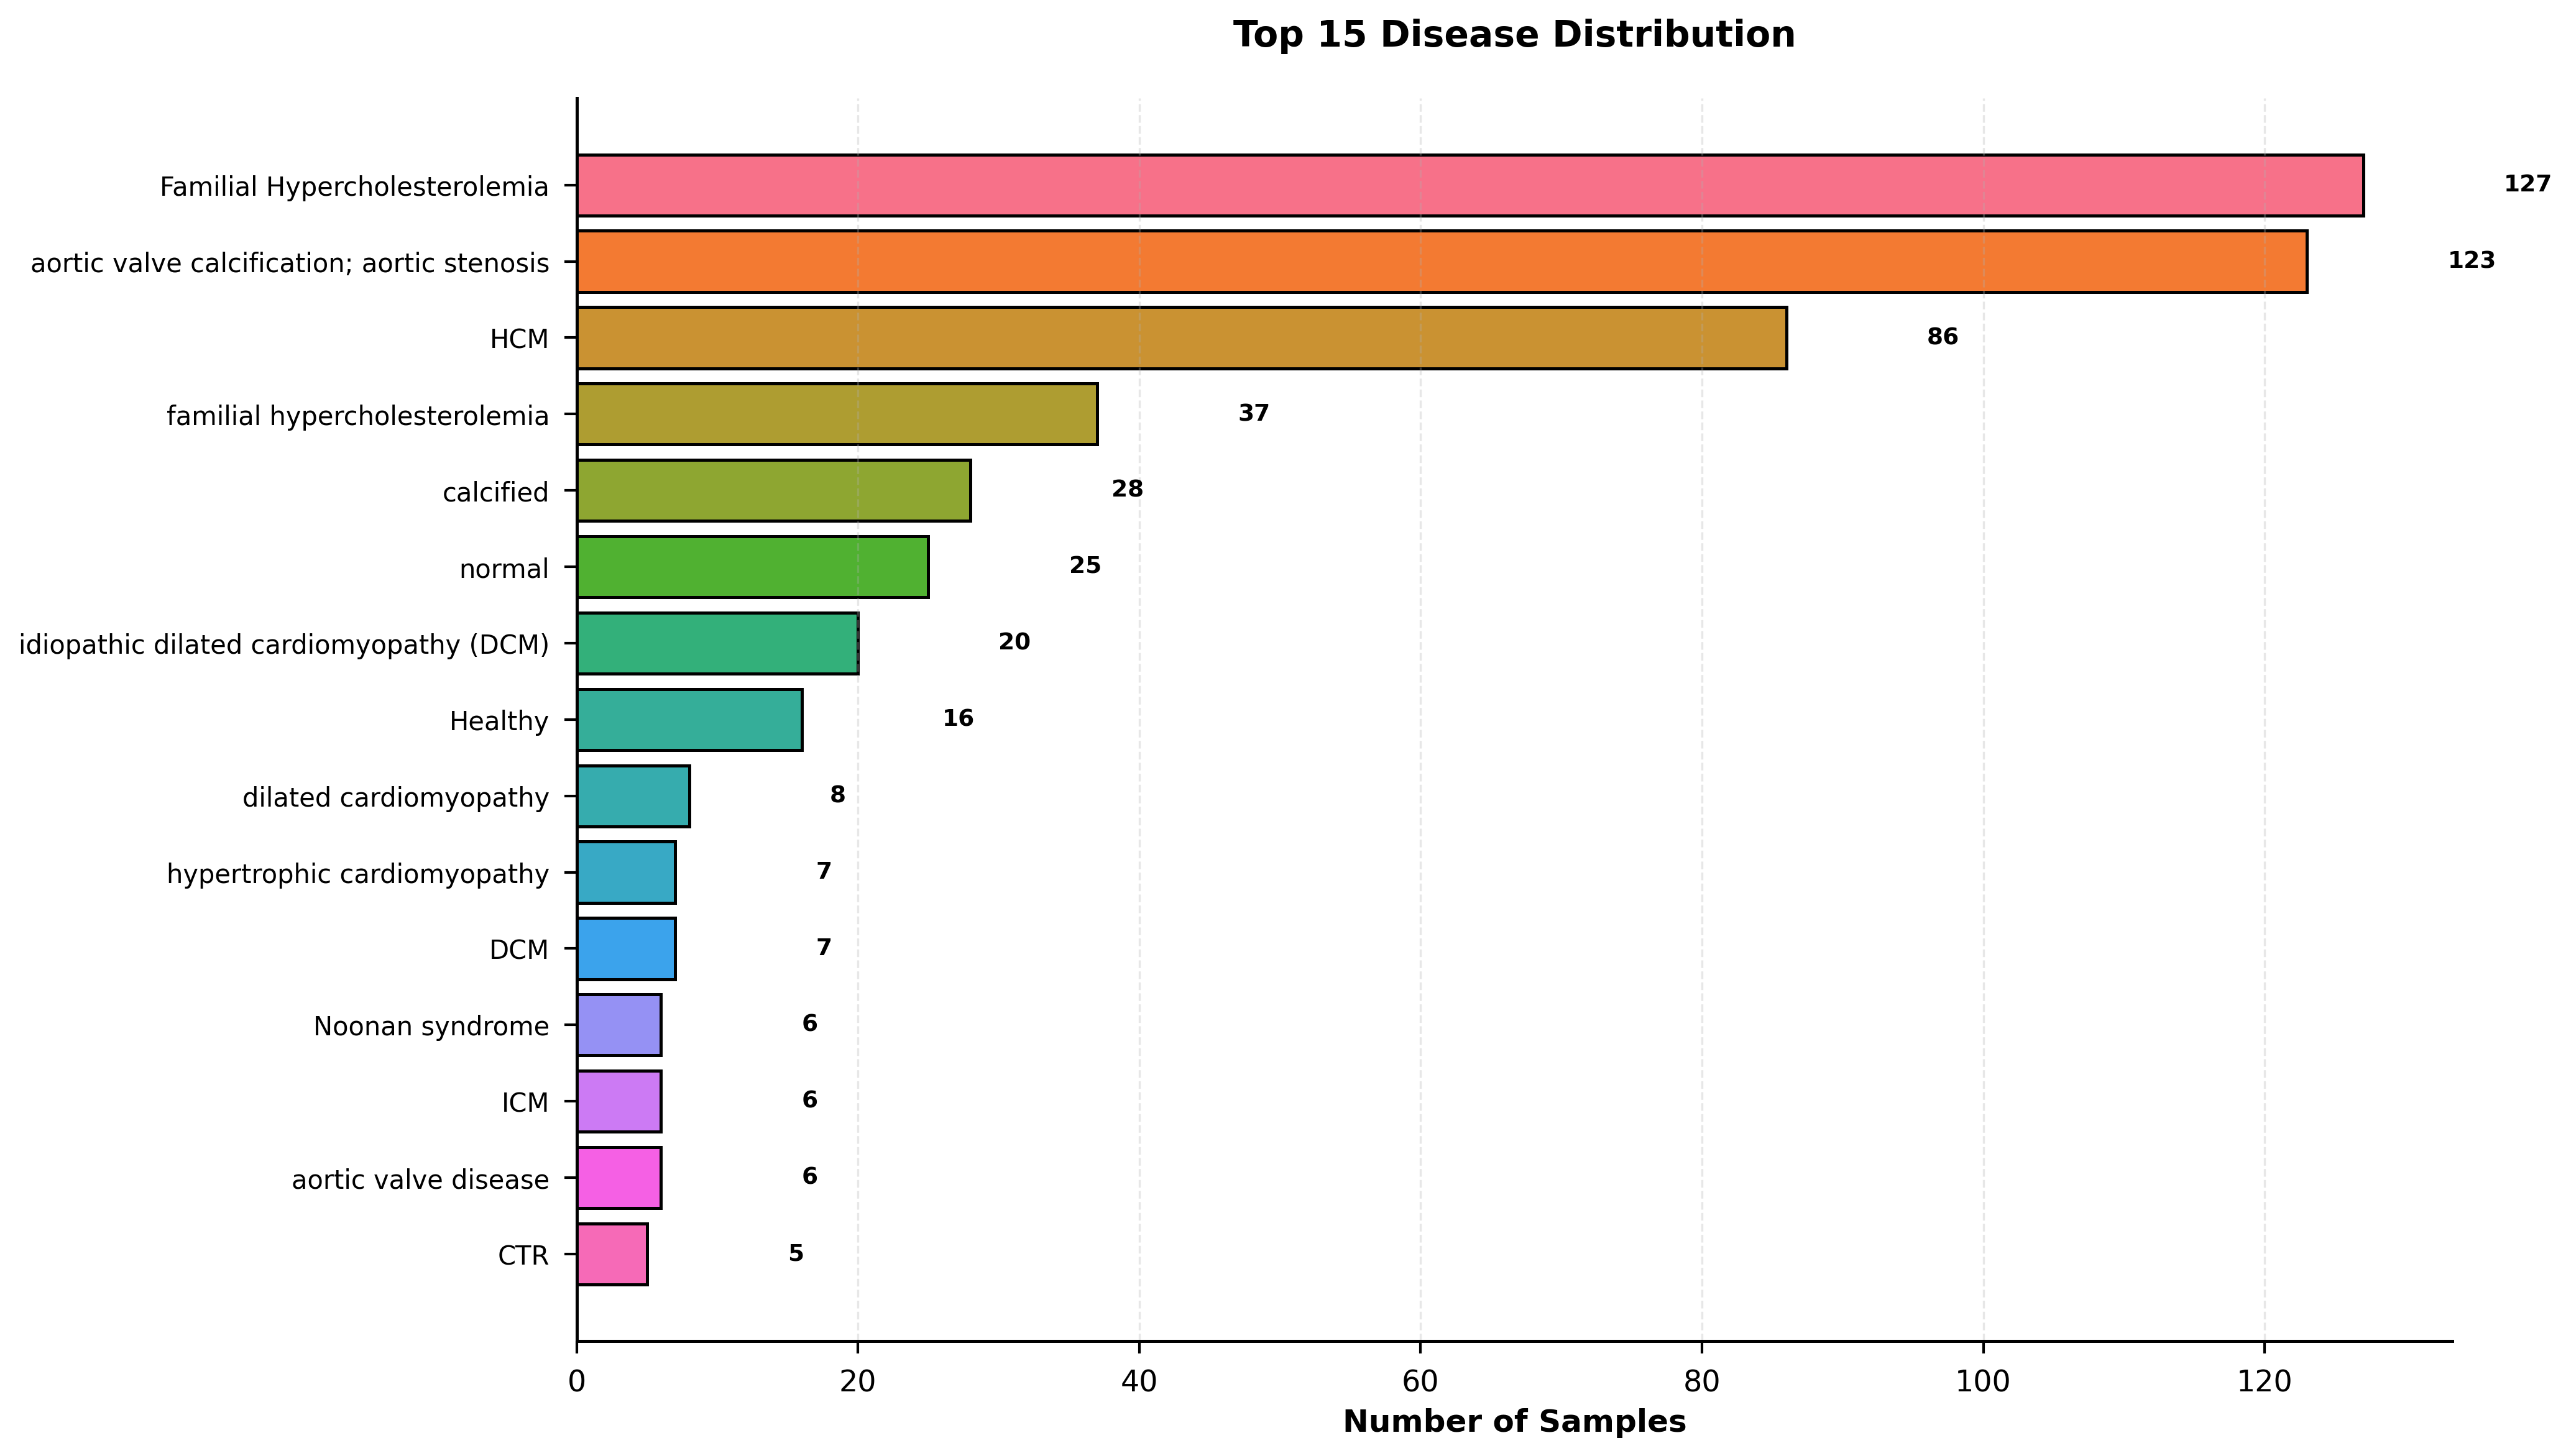 Top 15 Disease Distribution
Familial Hypercholesterolemia 127
aortic valve calcification; aortic stenosis 123
HCM 86
familial hypercholesterolemia 37
calcified 28
normal 25
idiopathic dilated cardiomyopathy (DCM) 20
Healthy 16
dilated cardiomyopathy 8
hypertrophic cardiomyopathy 7
DCM 7
Noonan syndrome 6
ICM 6
aortic valve disease 6
CTR 5
0 20 40 60 80 100 120
Number of Samples